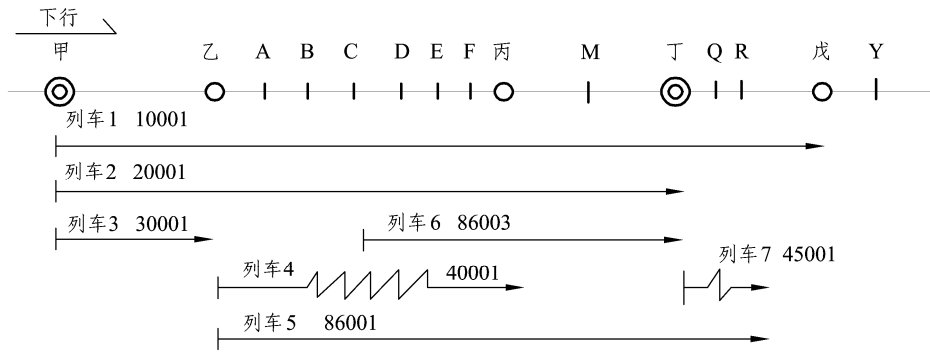 下行
甲 乙 A B C D E F 丙 M 丁 Q R 戊 Y
列车1 10001
列车2 20001
列车3 30001
列车6 86003
列车7 45001
列车4 40001
列车5 86001